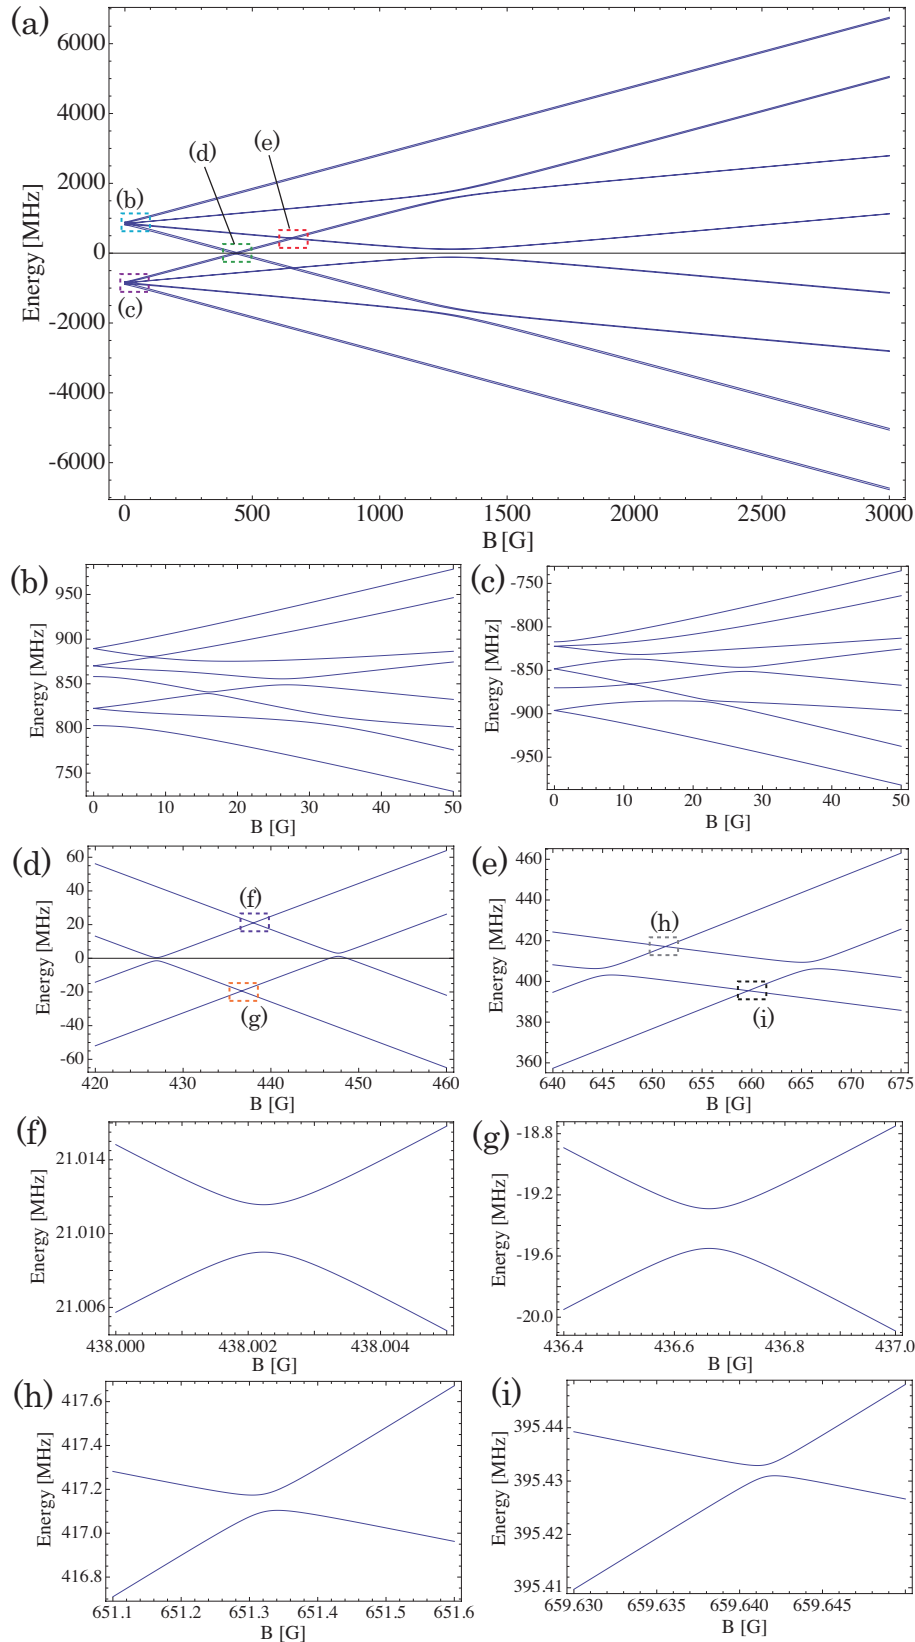 (a)
6000
4000
2000
0
-2000
-4000
-6000
Energy [MHz]
(b)
(c)
(d)
(e)
0 500 1000 1500 2000 2500 3000
B [G]
(b)
950
900
850
800
750
Energy [MHz]
0 10 20 30 40 50
B [G]
(c)
-750
-800
-850
-900
-950
Energy [MHz]
0 10 20 30 40 50
B [G]
(d)
60
40
20
0
-20
-40
-60
Energy [MHz]
(f)
(g)
420 430 440 450 460
B [G]
(e)
460
440
420
400
380
360
Energy [MHz]
(h)
(i)
640 645 650 655 660 665 670 675
B [G]
(f)
21.014
21.010
21.006
Energy [MHz]
438.000 438.002 438.004
B [G]
(g)
-18.8
-19.2
-19.6
-20.0
Energy [MHz]
436.4 436.6 436.8 437.0
B [G]
(h)
417.6
417.4
417.2
417.0
416.8
Energy [MHz]
651.1 651.2 651.3 651.4 651.5 651.6
B [G]
(i)
395.44
395.43
395.42
395.41
Energy [MHz]
659.630 659.635 659.640 659.645
B [G]